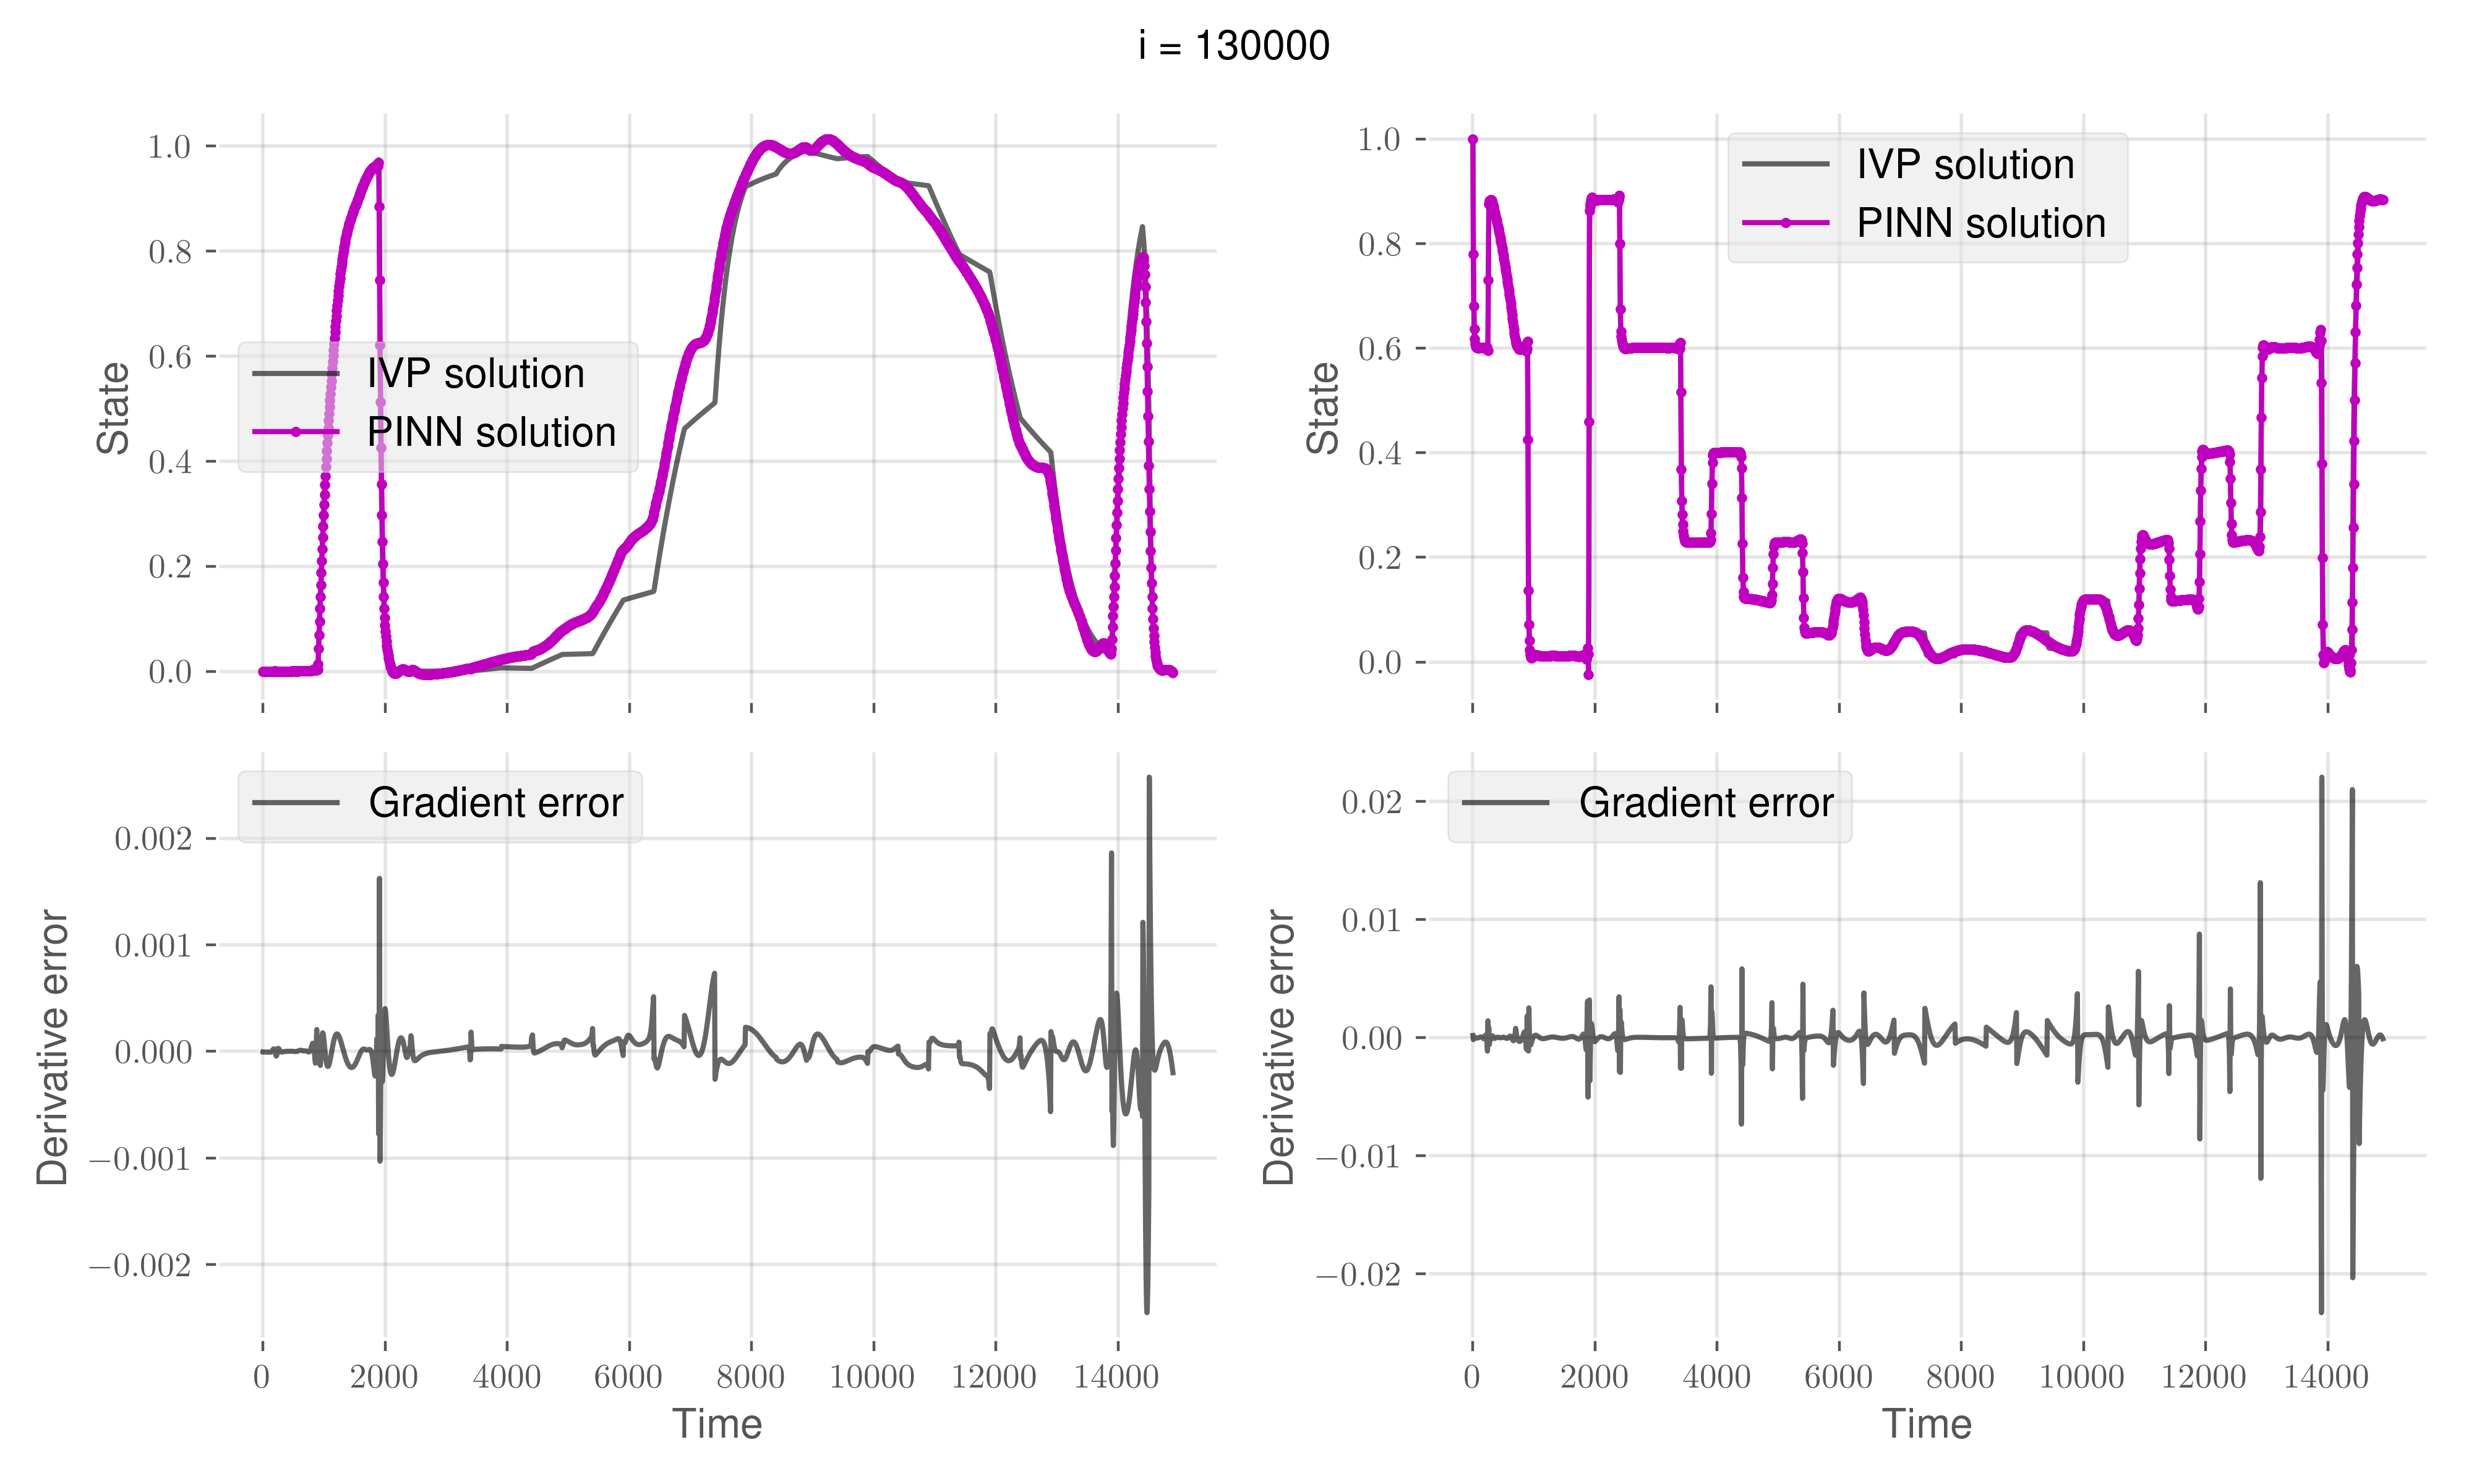 i = 130000
State
1.0
0.8
0.6
0.4
0.2
0.0
IVP solution
PINN solution
State
1.0
0.8
0.6
0.4
0.2
0.0
IVP solution
PINN solution
Derivative error
0.002
0.001
0.000
−0.001
−0.002
Gradient error
0 2000 4000 6000 8000 10000 12000 14000
Time
Derivative error
0.02
0.01
0.00
−0.01
−0.02
Gradient error
0 2000 4000 6000 8000 10000 12000 14000
Time